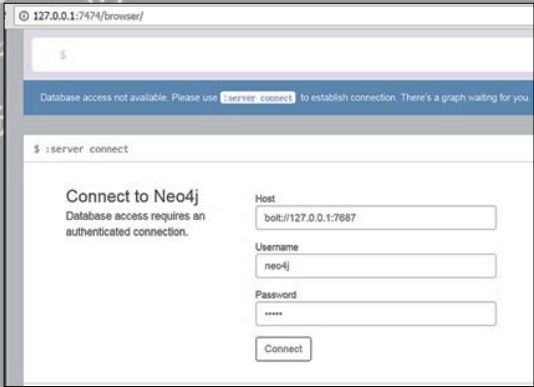 127.0.0.1:7474/browser/
$
Database access not available. Please use :server connect to establish connection. There's a graph waiting for you.
$ :server connect
Connect to Neo4j
Database access requires an
authenticated connection.
Host
bolt://127.0.0.1:7687
Username
neo4j
Password
•••••
Connect